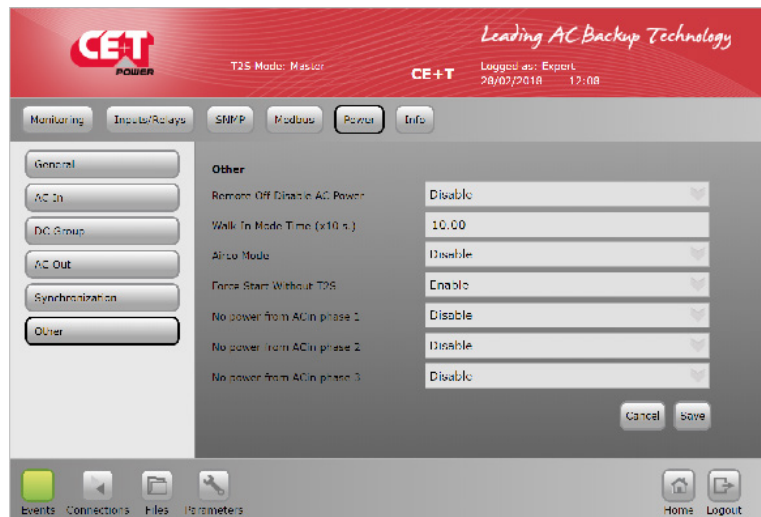 CE+T
POWER
Leading AC Backup Technology
T2S Mode: Master
CE+T
Logged as: Expert
28/02/2018 12:08
Monitoring
Inputs/Relays
SNMP
Modbus
Power
Info
General
AC In
DC Group
AC Out
Synchronization
Other
Other
Remote Off Disable AC Power
Disable
Walk In Mode Time (x10 s.)
10.00
Airco Mode
Disable
Force Start Without T2S
Enable
No power from ACin phase 1
Disable
No power from ACin phase 2
Disable
No power from ACin phase 3
Disable
Cancel
Save
Events
Connections
Files
Parameters
Home
Logout